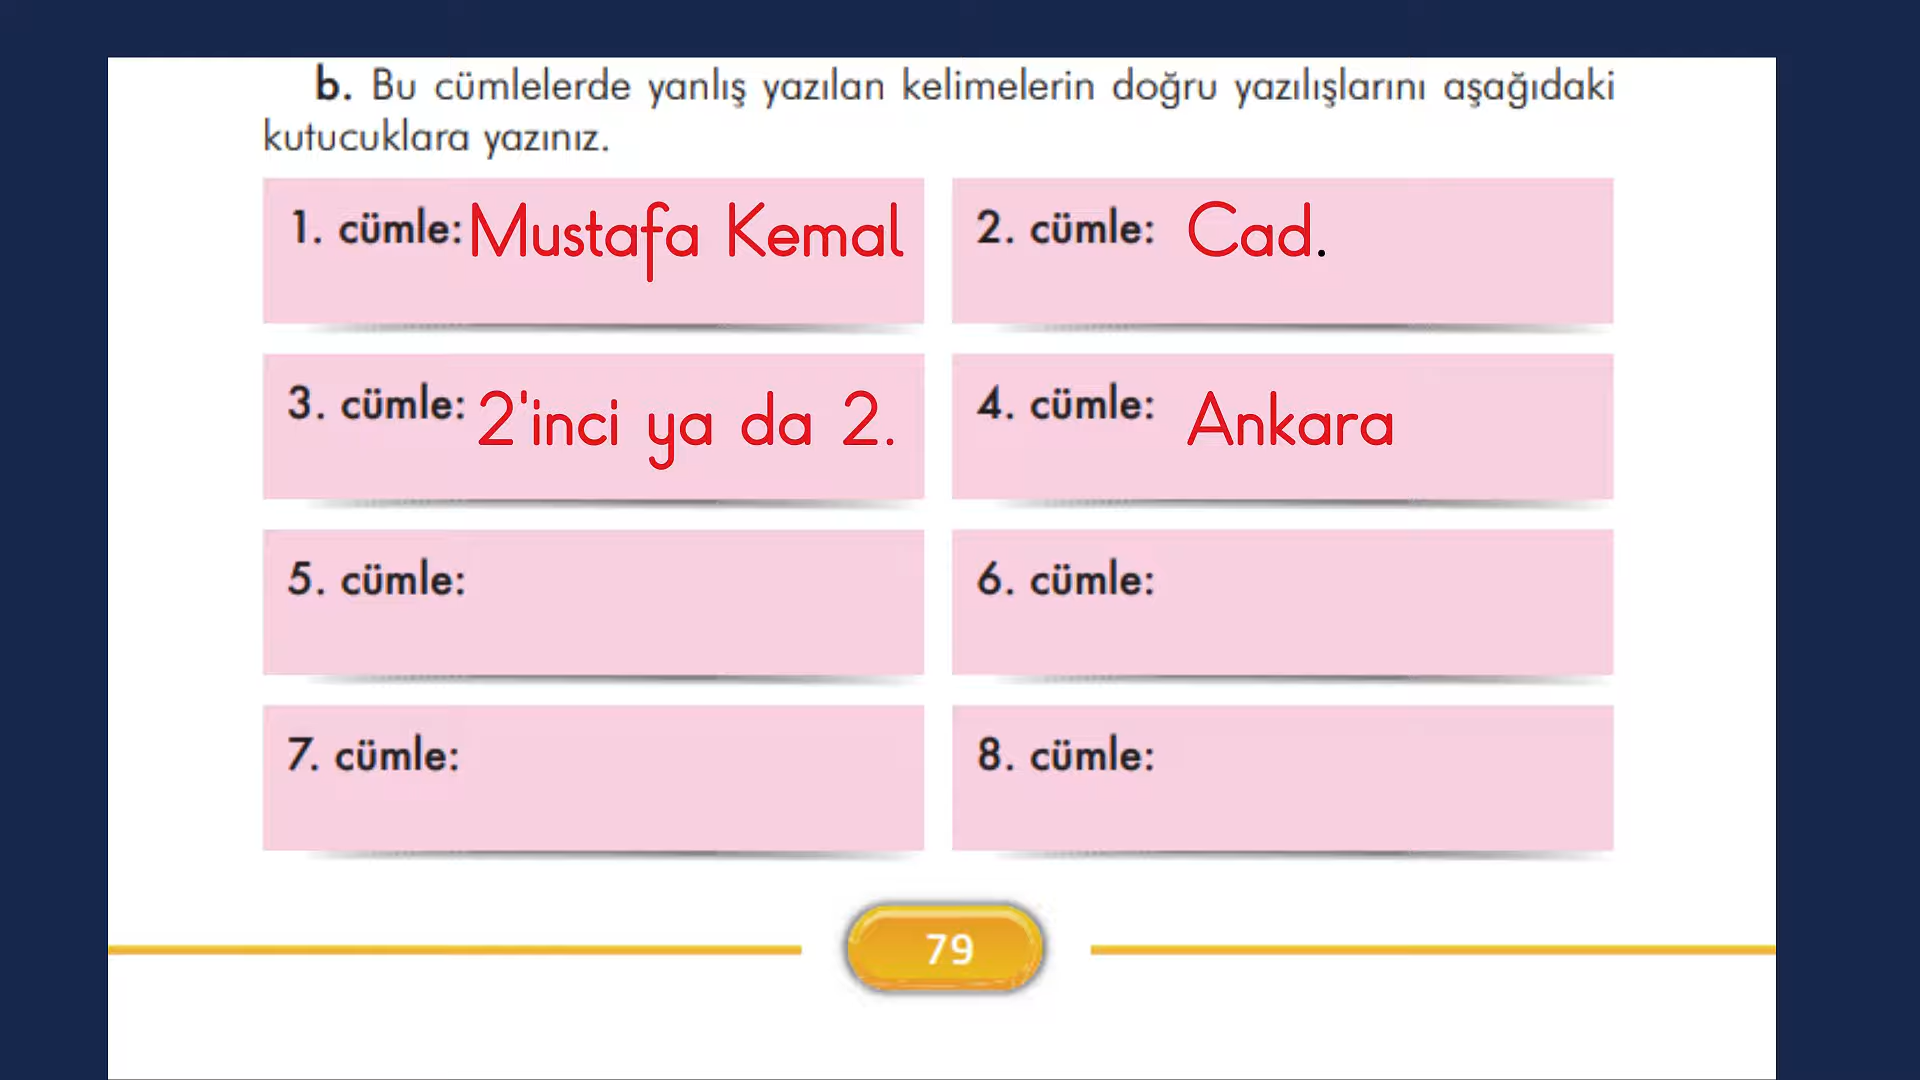 b. Bu cümlelerde yanlış yazılan kelimelerin doğru yazılışlarını aşağıdaki
kutucuklara yazınız.
1. cümle: Mustafa Kemal
2. cümle: Cad.
3. cümle: 2'inci ya da 2.
4. cümle: Ankara
5. cümle:
6. cümle:
7. cümle:
8. cümle:
79